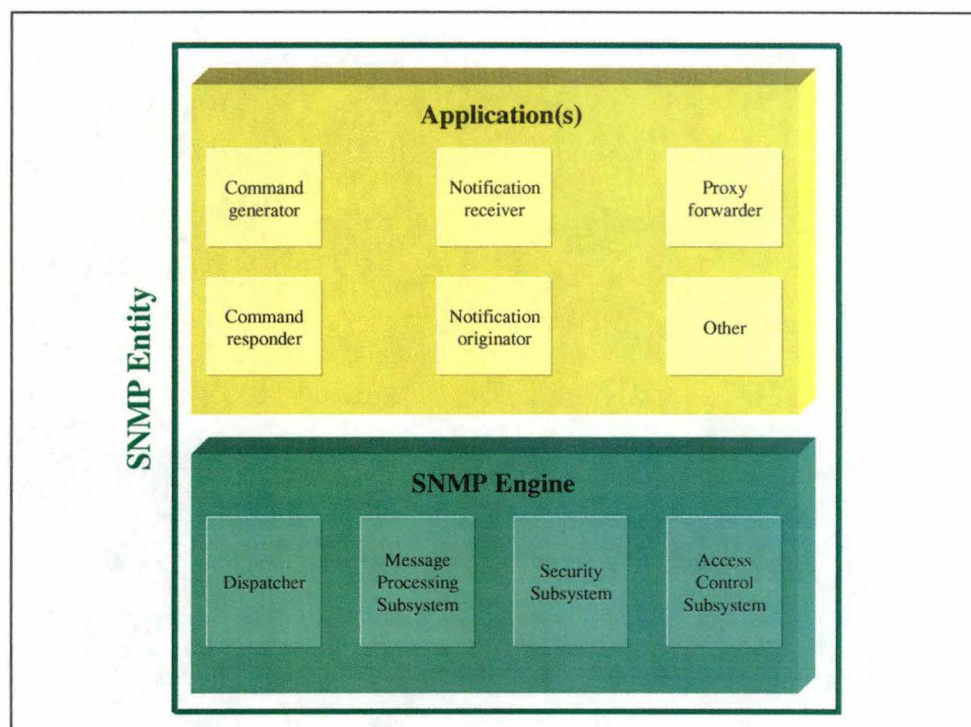 SNMP Entity
Application(s)
Command
generator
Notification
receiver
Proxy
forwarder
Command
responder
Notification
originator
Other
SNMP Engine
Dispatcher
Message
Processing
Subsystem
Security
Subsystem
Access
Control
Subsystem